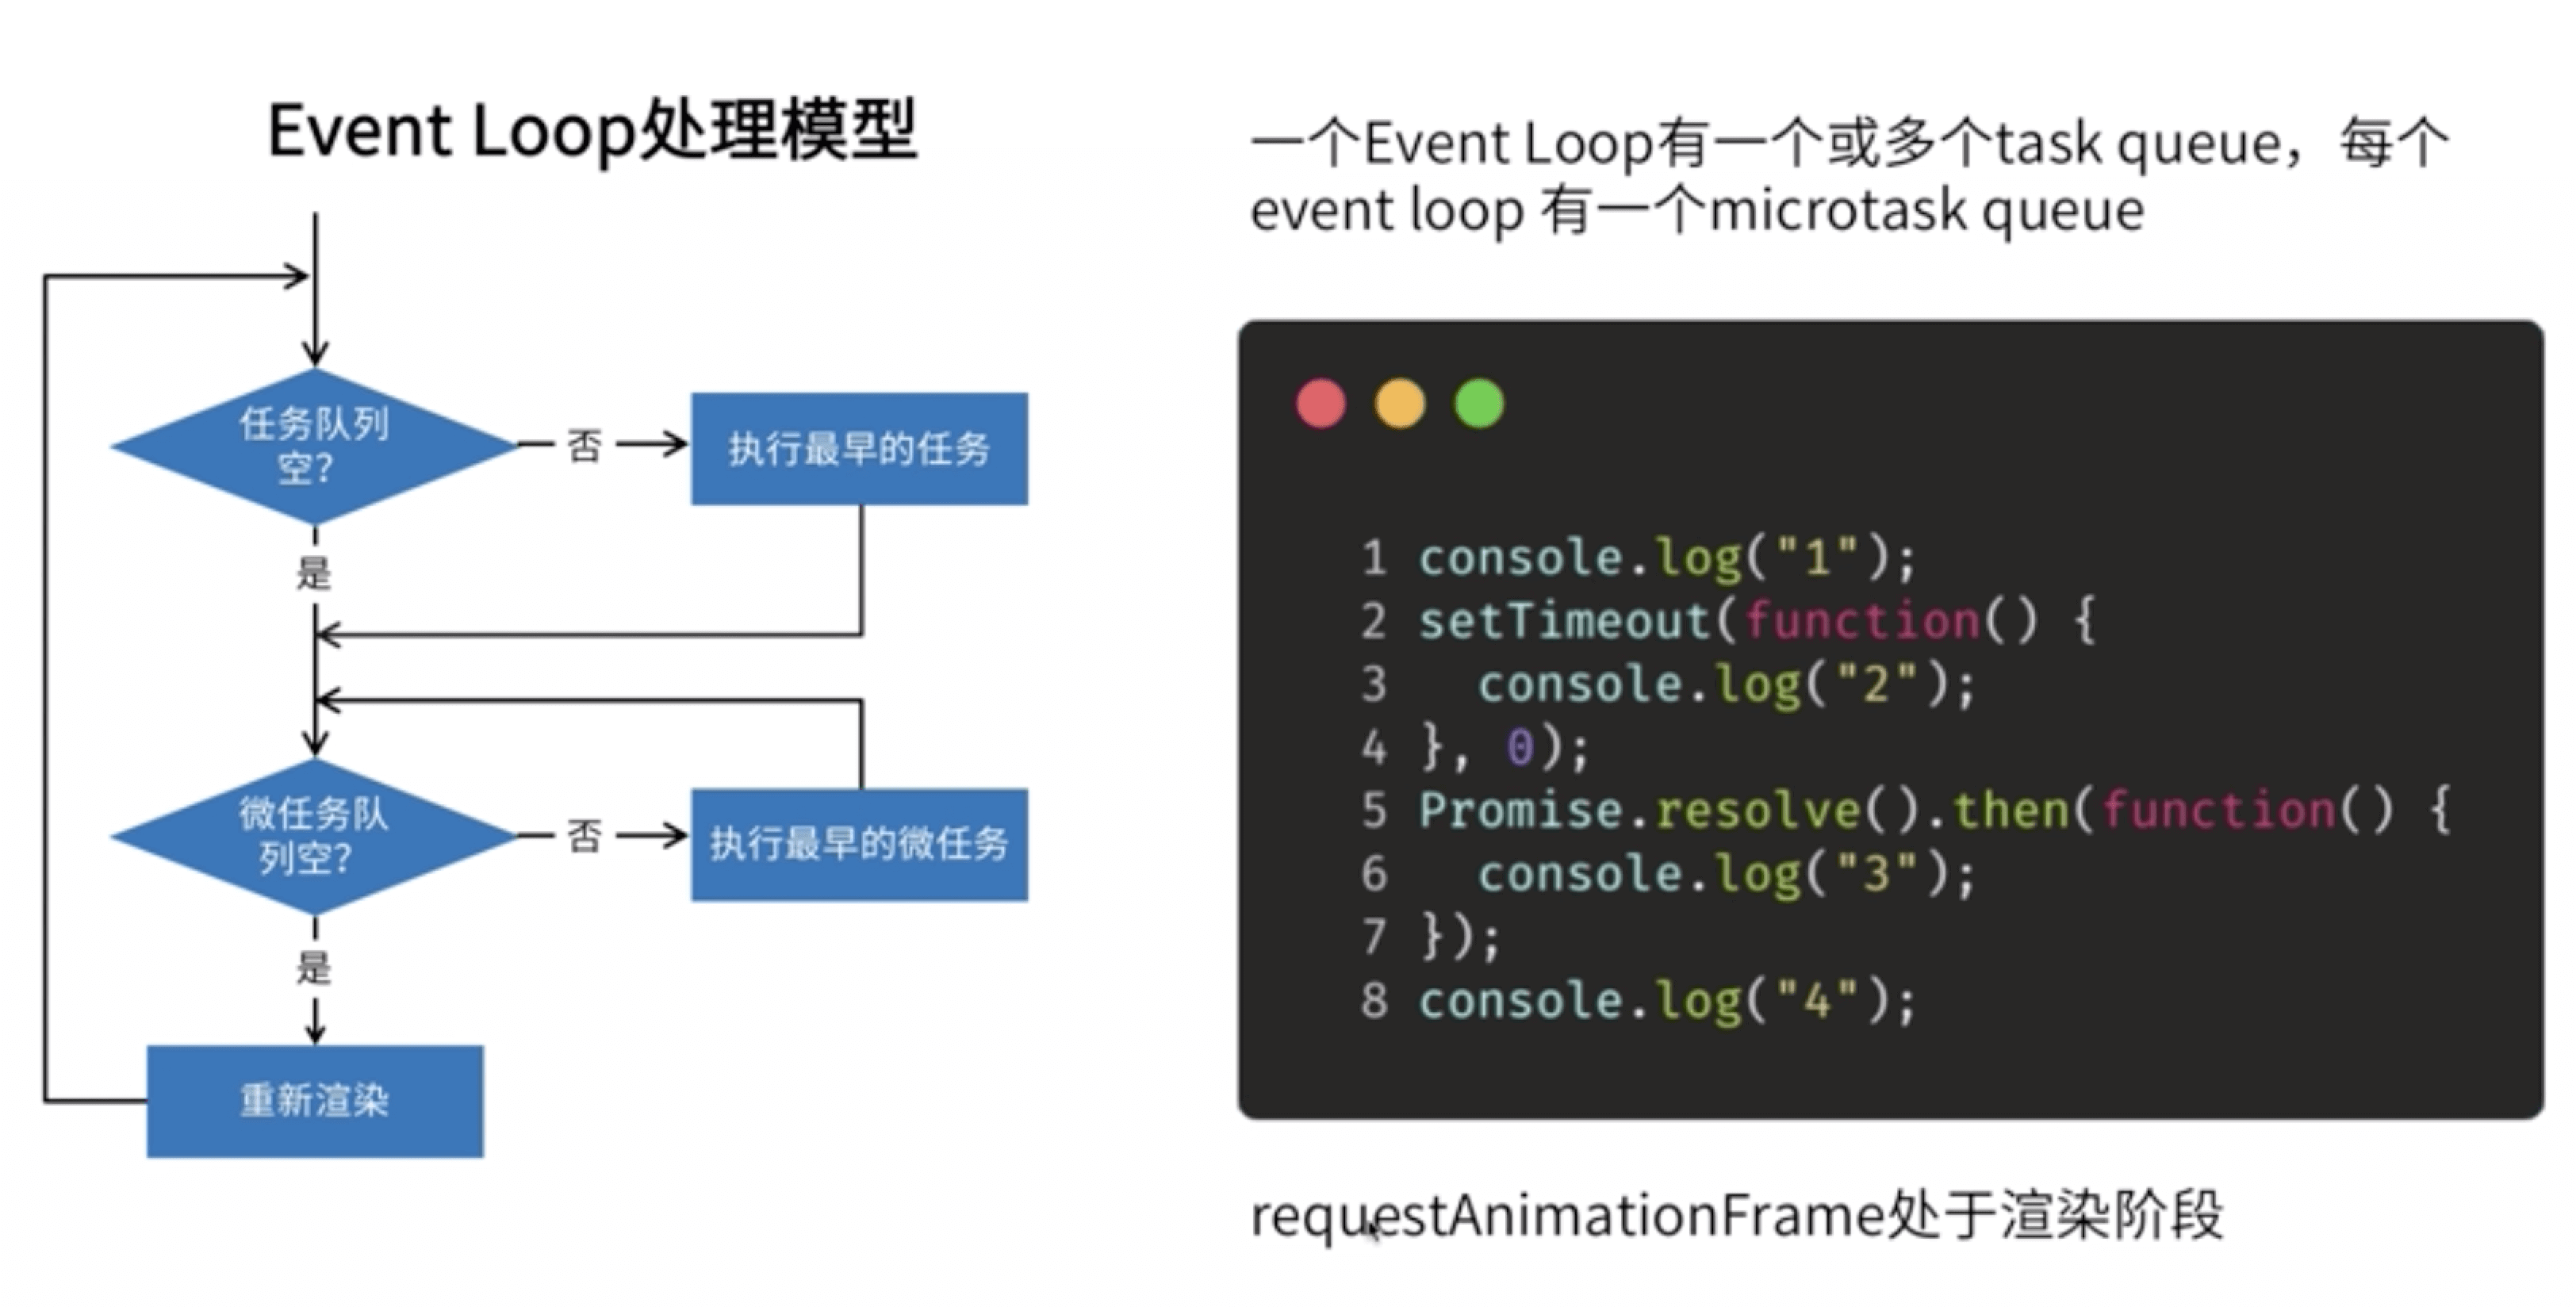 Event Loop处理模型
任务队列
空?
否
执行最早的任务
是
微任务队
列空?
否
执行最早的微任务
是
重新渲染
一个Event Loop有一个或多个task queue，每个
event loop 有一个microtask queue
1 console.log("1");
2 setTimeout(function() {
3   console.log("2");
4 }, 0);
5 Promise.resolve().then(function() {
6   console.log("3");
7 });
8 console.log("4");
requestAnimationFrame处于渲染阶段